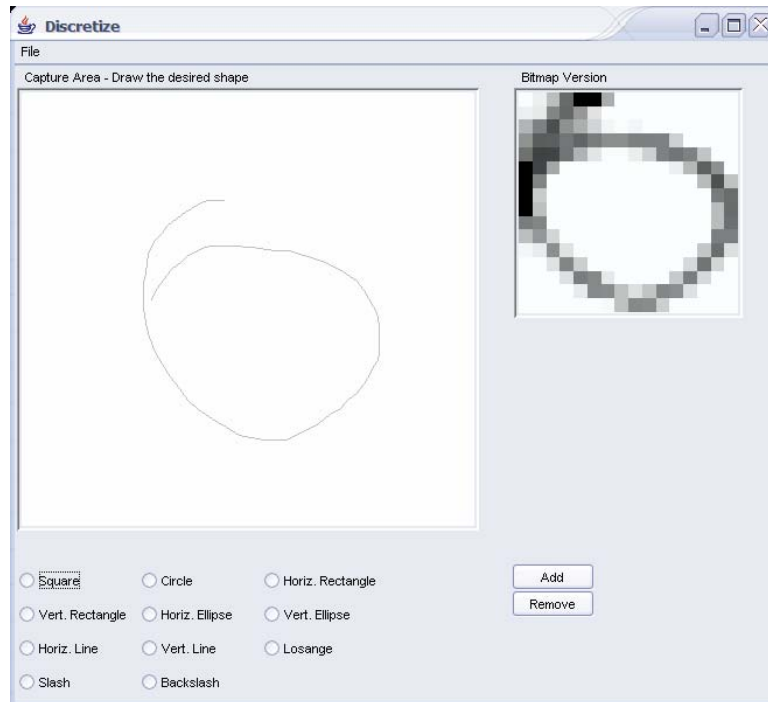 Discretize
File
Capture Area - Draw the desired shape
Bitmap Version
Square Circle Horiz. Rectangle
Add
Vert. Rectangle Horiz. Ellipse Vert. Ellipse
Remove
Horiz. Line Vert. Line Losange
Slash Backslash